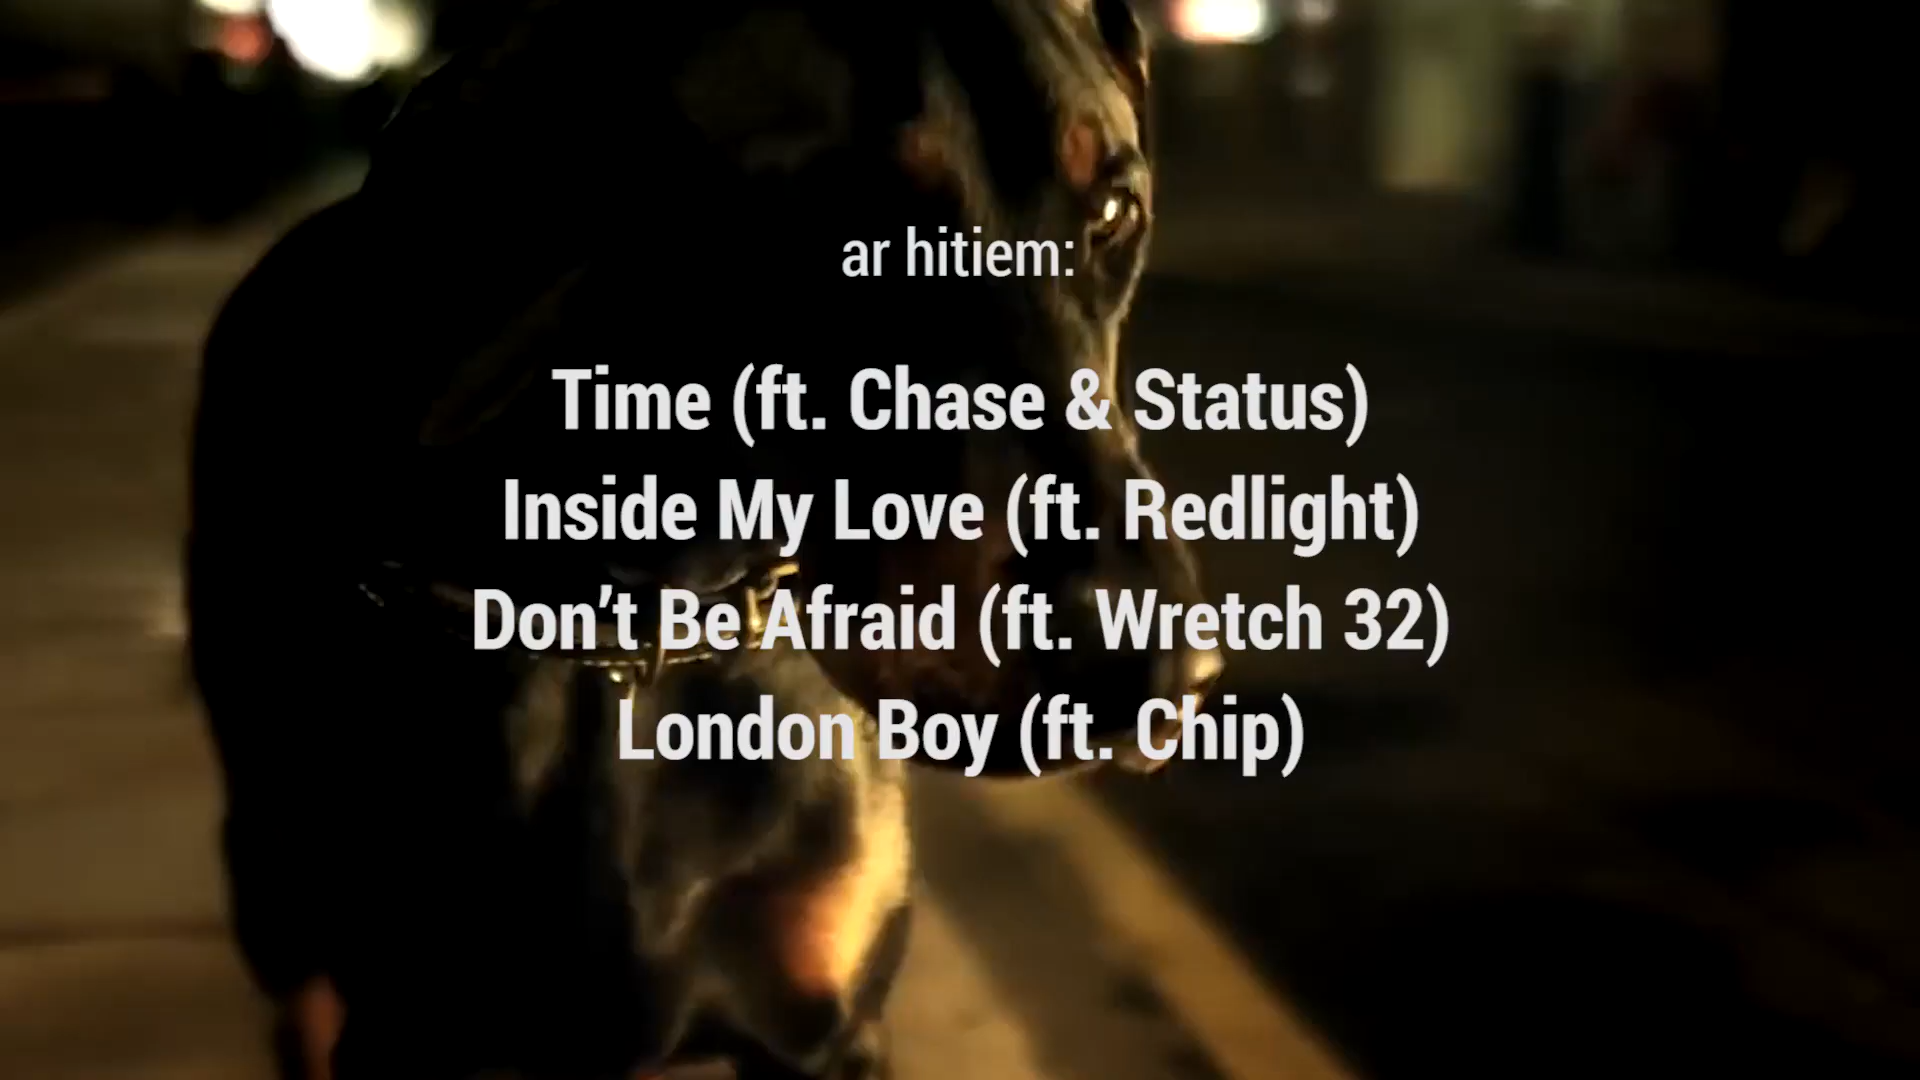 ar hitiem:
Time (ft. Chase & Status)
Inside My Love (ft. Redlight)
Don’t Be Afraid (ft. Wretch 32)
London Boy (ft. Chip)